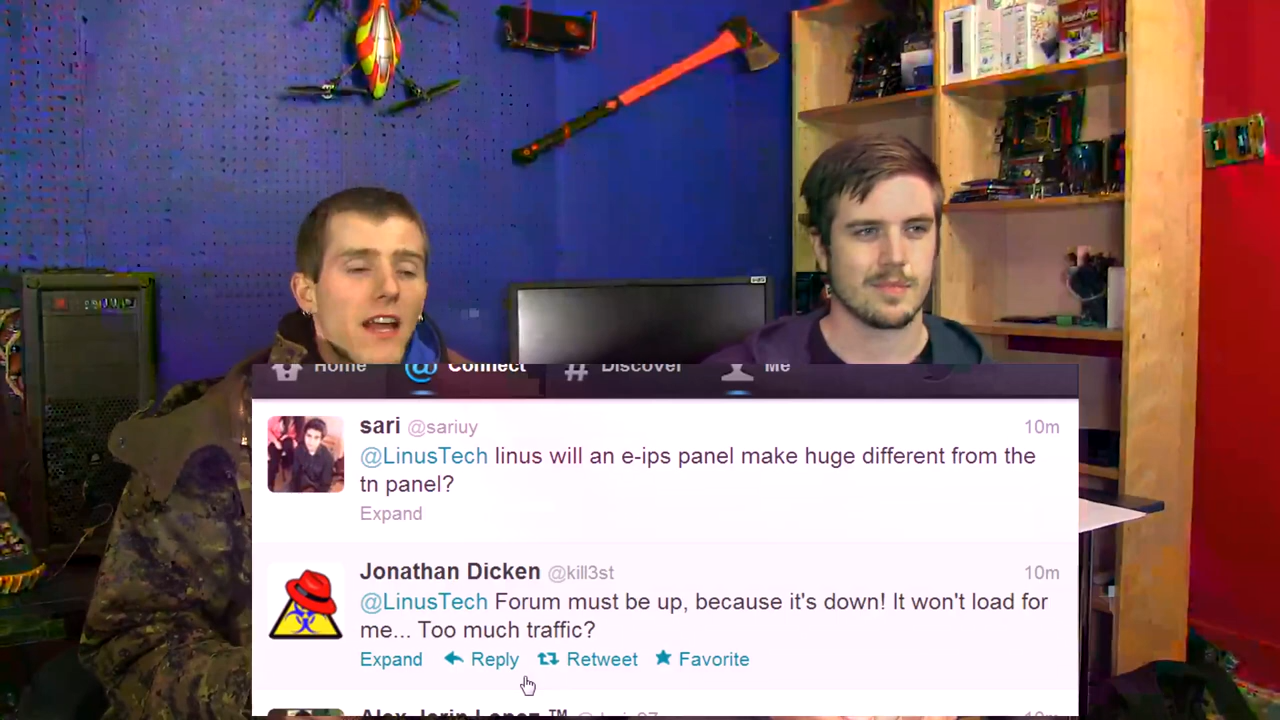 Home Connect # Discover Me
sari @sariuy 10m
@LinusTech linus will an e-ips panel make huge different from the
tn panel?
Expand
Jonathan Dicken @kill3st 10m
@LinusTech Forum must be up, because it's down! It won't load for
me... Too much traffic?
Expand Reply Retweet Favorite